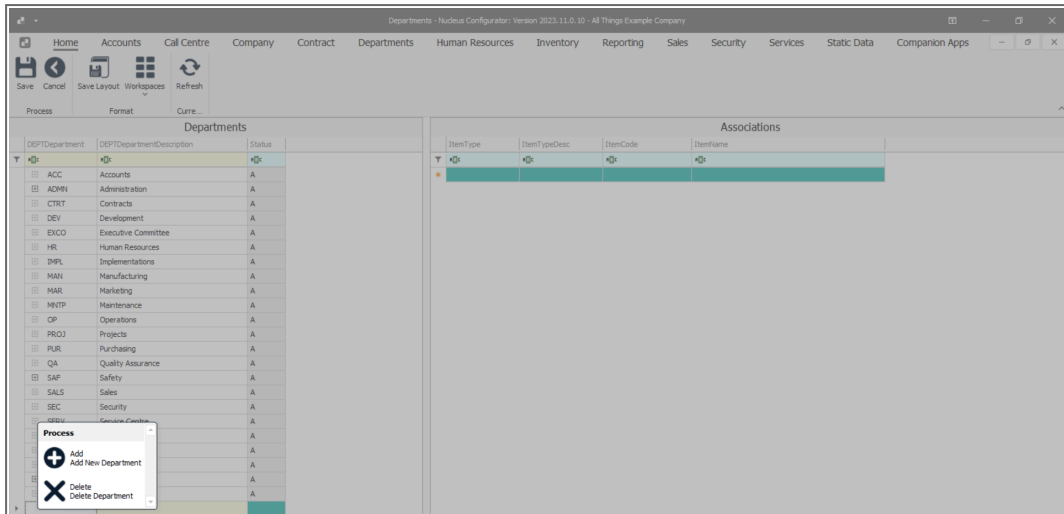 Departments - Nucleus Configurator: Version 2023.11.0.10 - All Things Example Company
Home Accounts Call Centre Company Contract Departments Human Resources Inventory Reporting Sales Security Services Static Data Companion Apps
Save Cancel Save Layout Workspaces Refresh
Process Format Curre...
Departments Associations
DEPTDepartment DEPTDepartmentDescription Status ItemType ItemTypeDesc ItemCode ItemName
ACC Accounts A
ADMN Administration A
CTRT Contracts A
DEV Development A
EXCO Executive Committee A
HR Human Resources A
IMPL Implementations A
MAN Manufacturing A
MAR Marketing A
MNTP Maintenance A
OP Operations A
PROJ Projects A
PUR Purchasing A
QA Quality Assurance A
SAF Safety A
SALS Sales A
SEC Security A
SERV Service Centre A
Process A
Add A
Add New Department A
A
Delete
Delete Department A